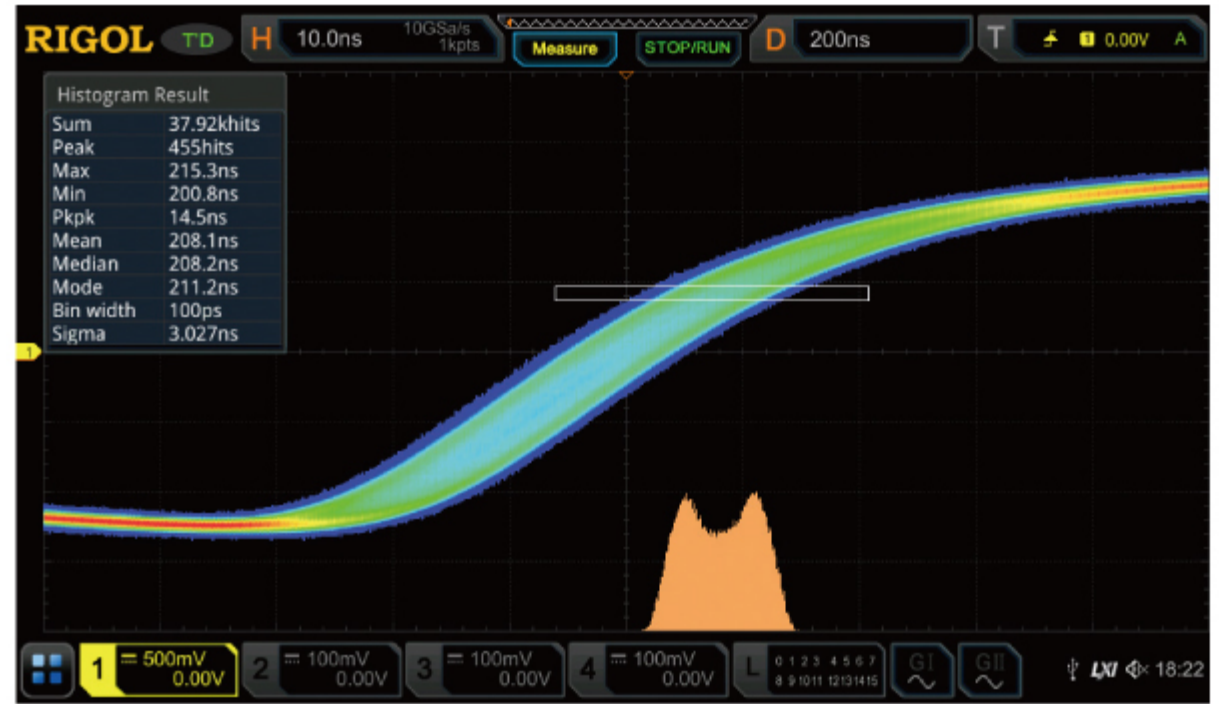 RIGOL T'D H 10.0ns 10GSa/s 1kpts Measure STOP/RUN D 200ns T 1 0.00V A
Histogram Result
Sum 37.92khits
Peak 455hits
Max 215.3ns
Min 200.8ns
Pkpk 14.5ns
Mean 208.1ns
Median 208.2ns
Mode 211.2ns
Bin width 100ps
Sigma 3.027ns
1
1 500mV 0.00V 2 100mV 0.00V 3 100mV 0.00V 4 100mV 0.00V L 0 1 2 3 4 5 6 7 8 9 10 11 12 13 14 15 GI GII LXI 18:22